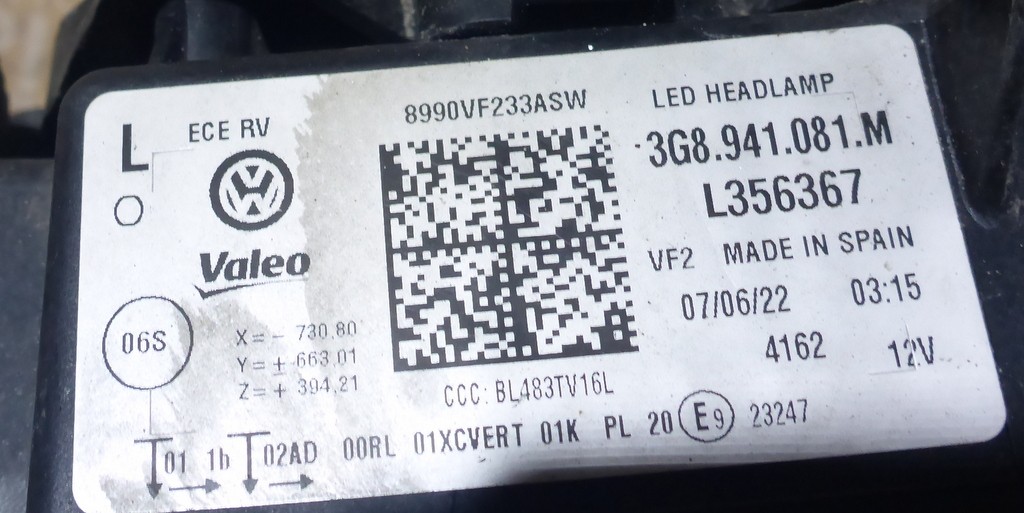 L
ECE RV
O
Valeo
06S
X= - 730,80
Y= + 663,01
Z= + 394,21
8990VF233ASW
CCC: BL483TV16L
LED HEADLAMP
3G8.941.081.M
L356367
VF2 MADE IN SPAIN
07/06/22 03:15
4162 12V
01 1b 02AD 00RL 01XCVERT 01K PL 20 E9 23247